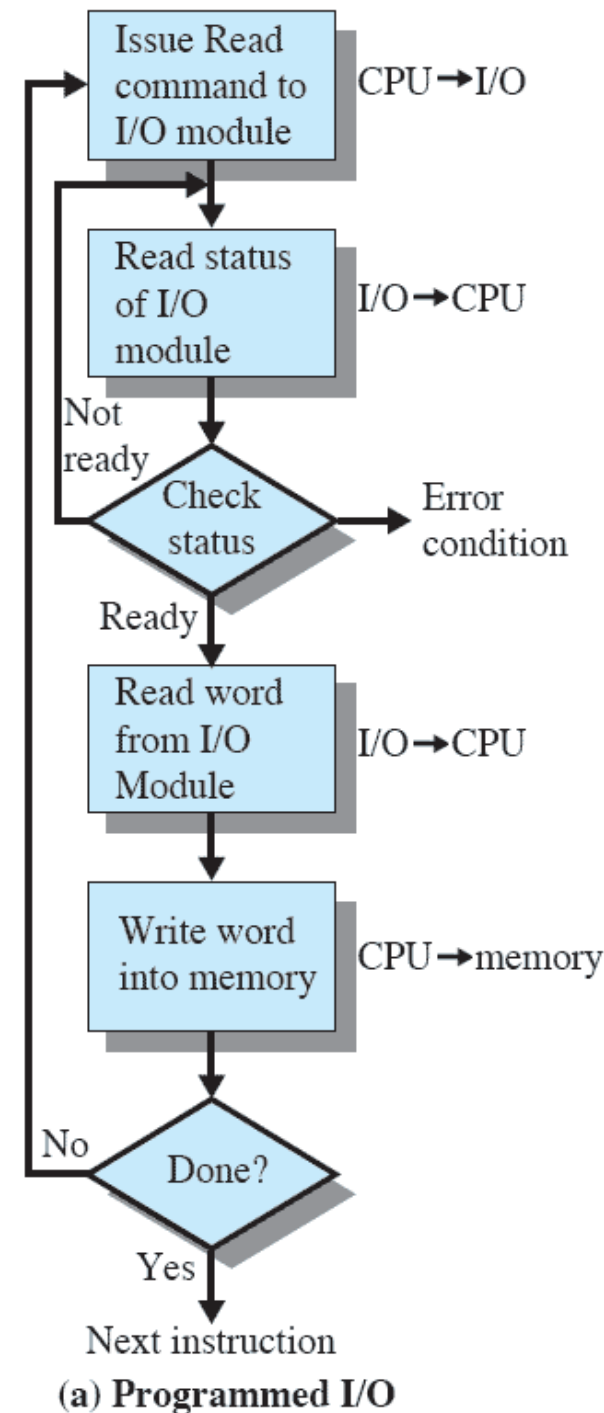 Issue Read
command to
I/O module
CPU→I/O
Read status
of I/O
module
I/O→CPU
Not
ready
Check
status
Error
condition
Ready
Read word
from I/O
Module
I/O→CPU
Write word
into memory
CPU→memory
No
Done?
Yes
Next instruction
(a) Programmed I/O